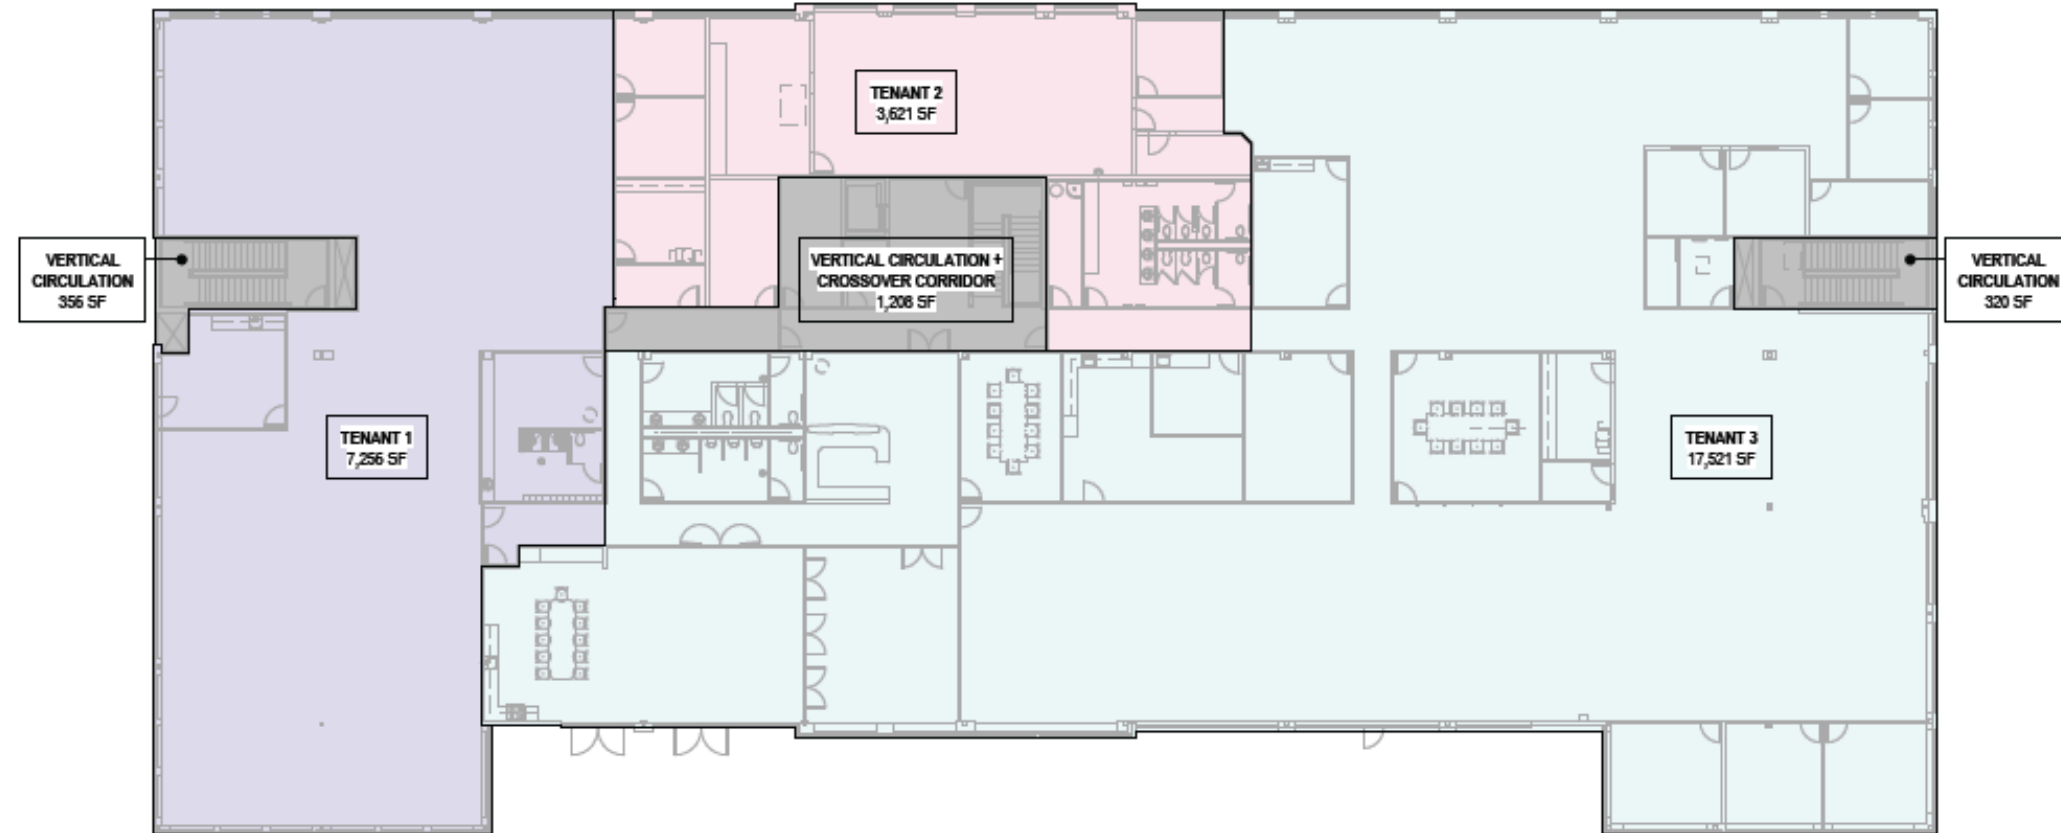 TENANT 2
3,621 SF
VERTICAL
CIRCULATION
356 SF
VERTICAL CIRCULATION +
CROSSOVER CORRIDOR
1,208 SF
VERTICAL
CIRCULATION
320 SF
TENANT 1
7,256 SF
TENANT 3
17,521 SF